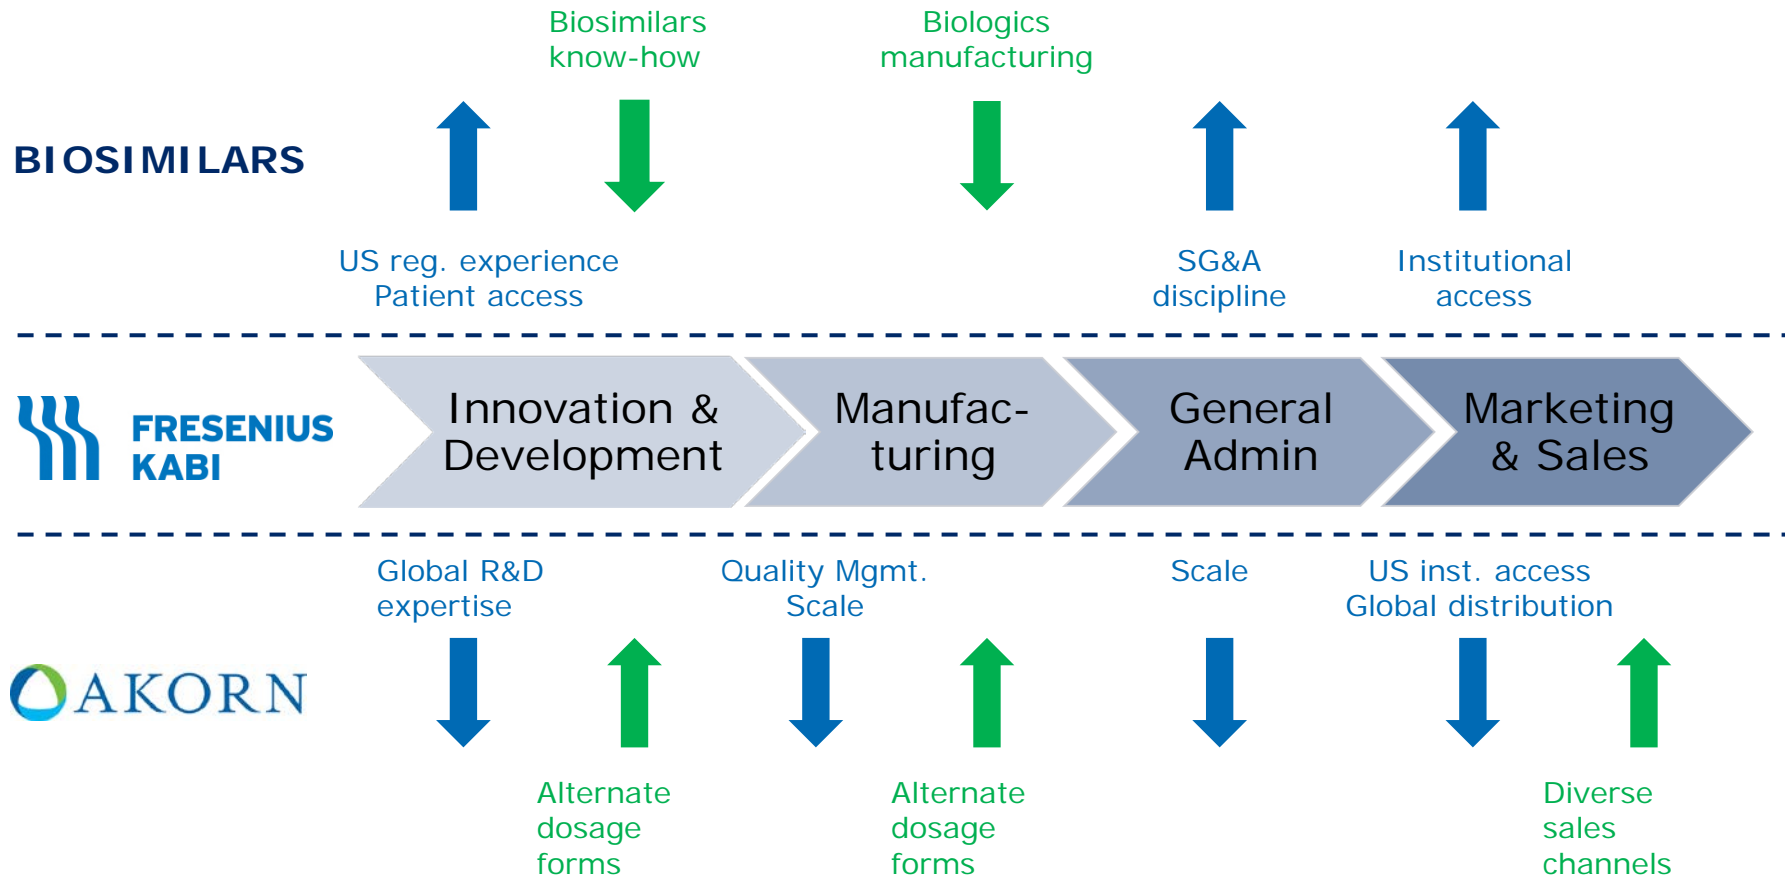 Biosimilars
know-how
Biologics
manufacturing
BIOSIMILARS
US reg. experience
Patient access
SG&A
discipline
Institutional
access
FRESENIUS
KABI
Innovation &
Development
Manufac-
turing
General
Admin
Marketing
& Sales
Global R&D
expertise
Quality Mgmt.
Scale
Scale
US inst. access
Global distribution
AKORN
Alternate
dosage
forms
Alternate
dosage
forms
Diverse
sales
channels